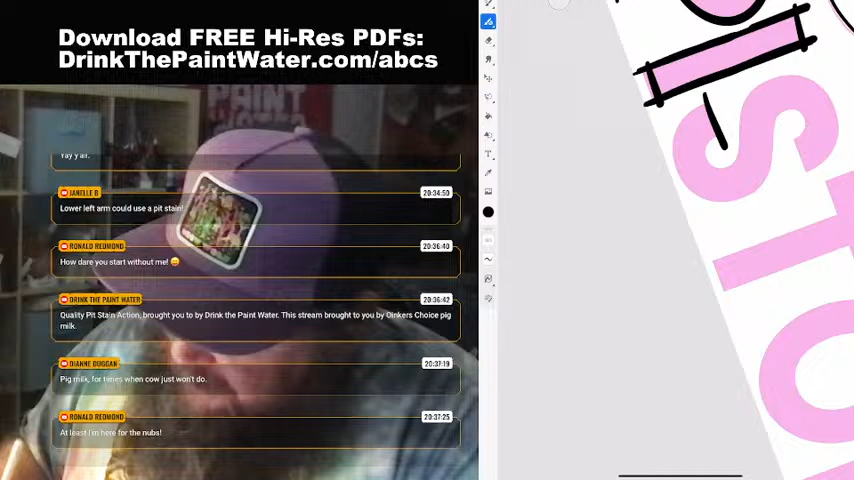 Download FREE Hi-Res PDFs:
DrinkThePaintWater.com/abcs
PAINT
WATER
Yay y'all.
JANELLE B
20:34:50
Lower left arm could use a pit stain!
RONALD REDMOND
20:36:40
How dare you start without me! 😄
DRINK THE PAINT WATER
20:36:42
Quality Pit Stain Action, brought you to by Drink the Paint Water. This stream brought to you by Oinkers Choice pig
milk.
DIANNE DUGGAN
20:37:19
Pig milk, for times when cow just won't do.
RONALD REDMOND
20:37:25
At least I'm here for the nubs!